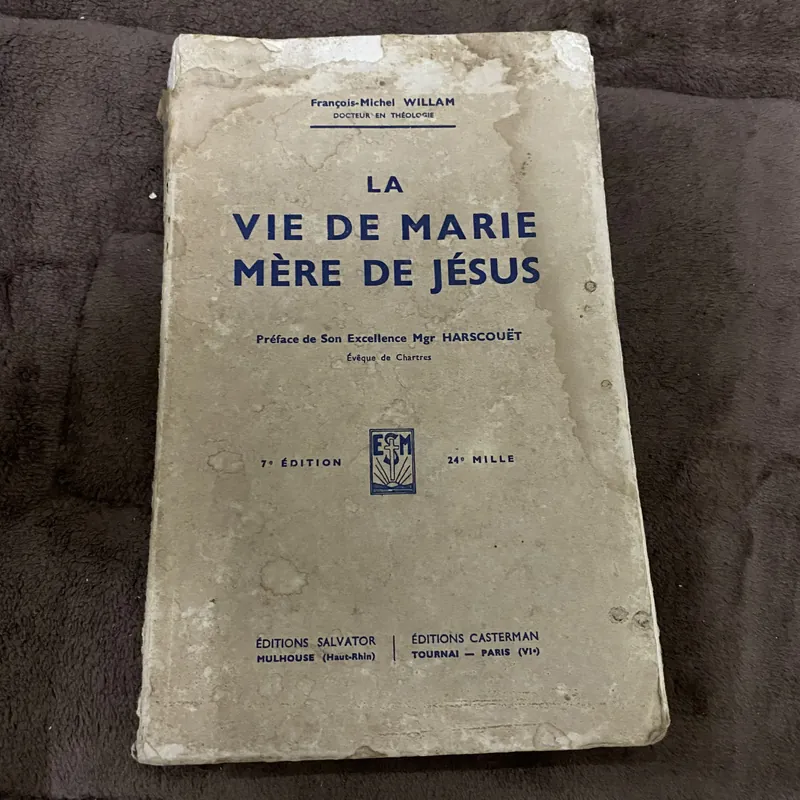 François-Michel WILLAM
DOCTEUR EN THÉOLOGIE
LA
VIE DE MARIE
MÈRE DE JÉSUS
Préface de Son Excellence Mgr HARSCOUËT
Évêque de Chartres
7e ÉDITION
ESM
24e MILLE
ÉDITIONS SALVATOR
MULHOUSE (Haut-Rhin)
ÉDITIONS CASTERMAN
TOURNAI — PARIS (VIe)